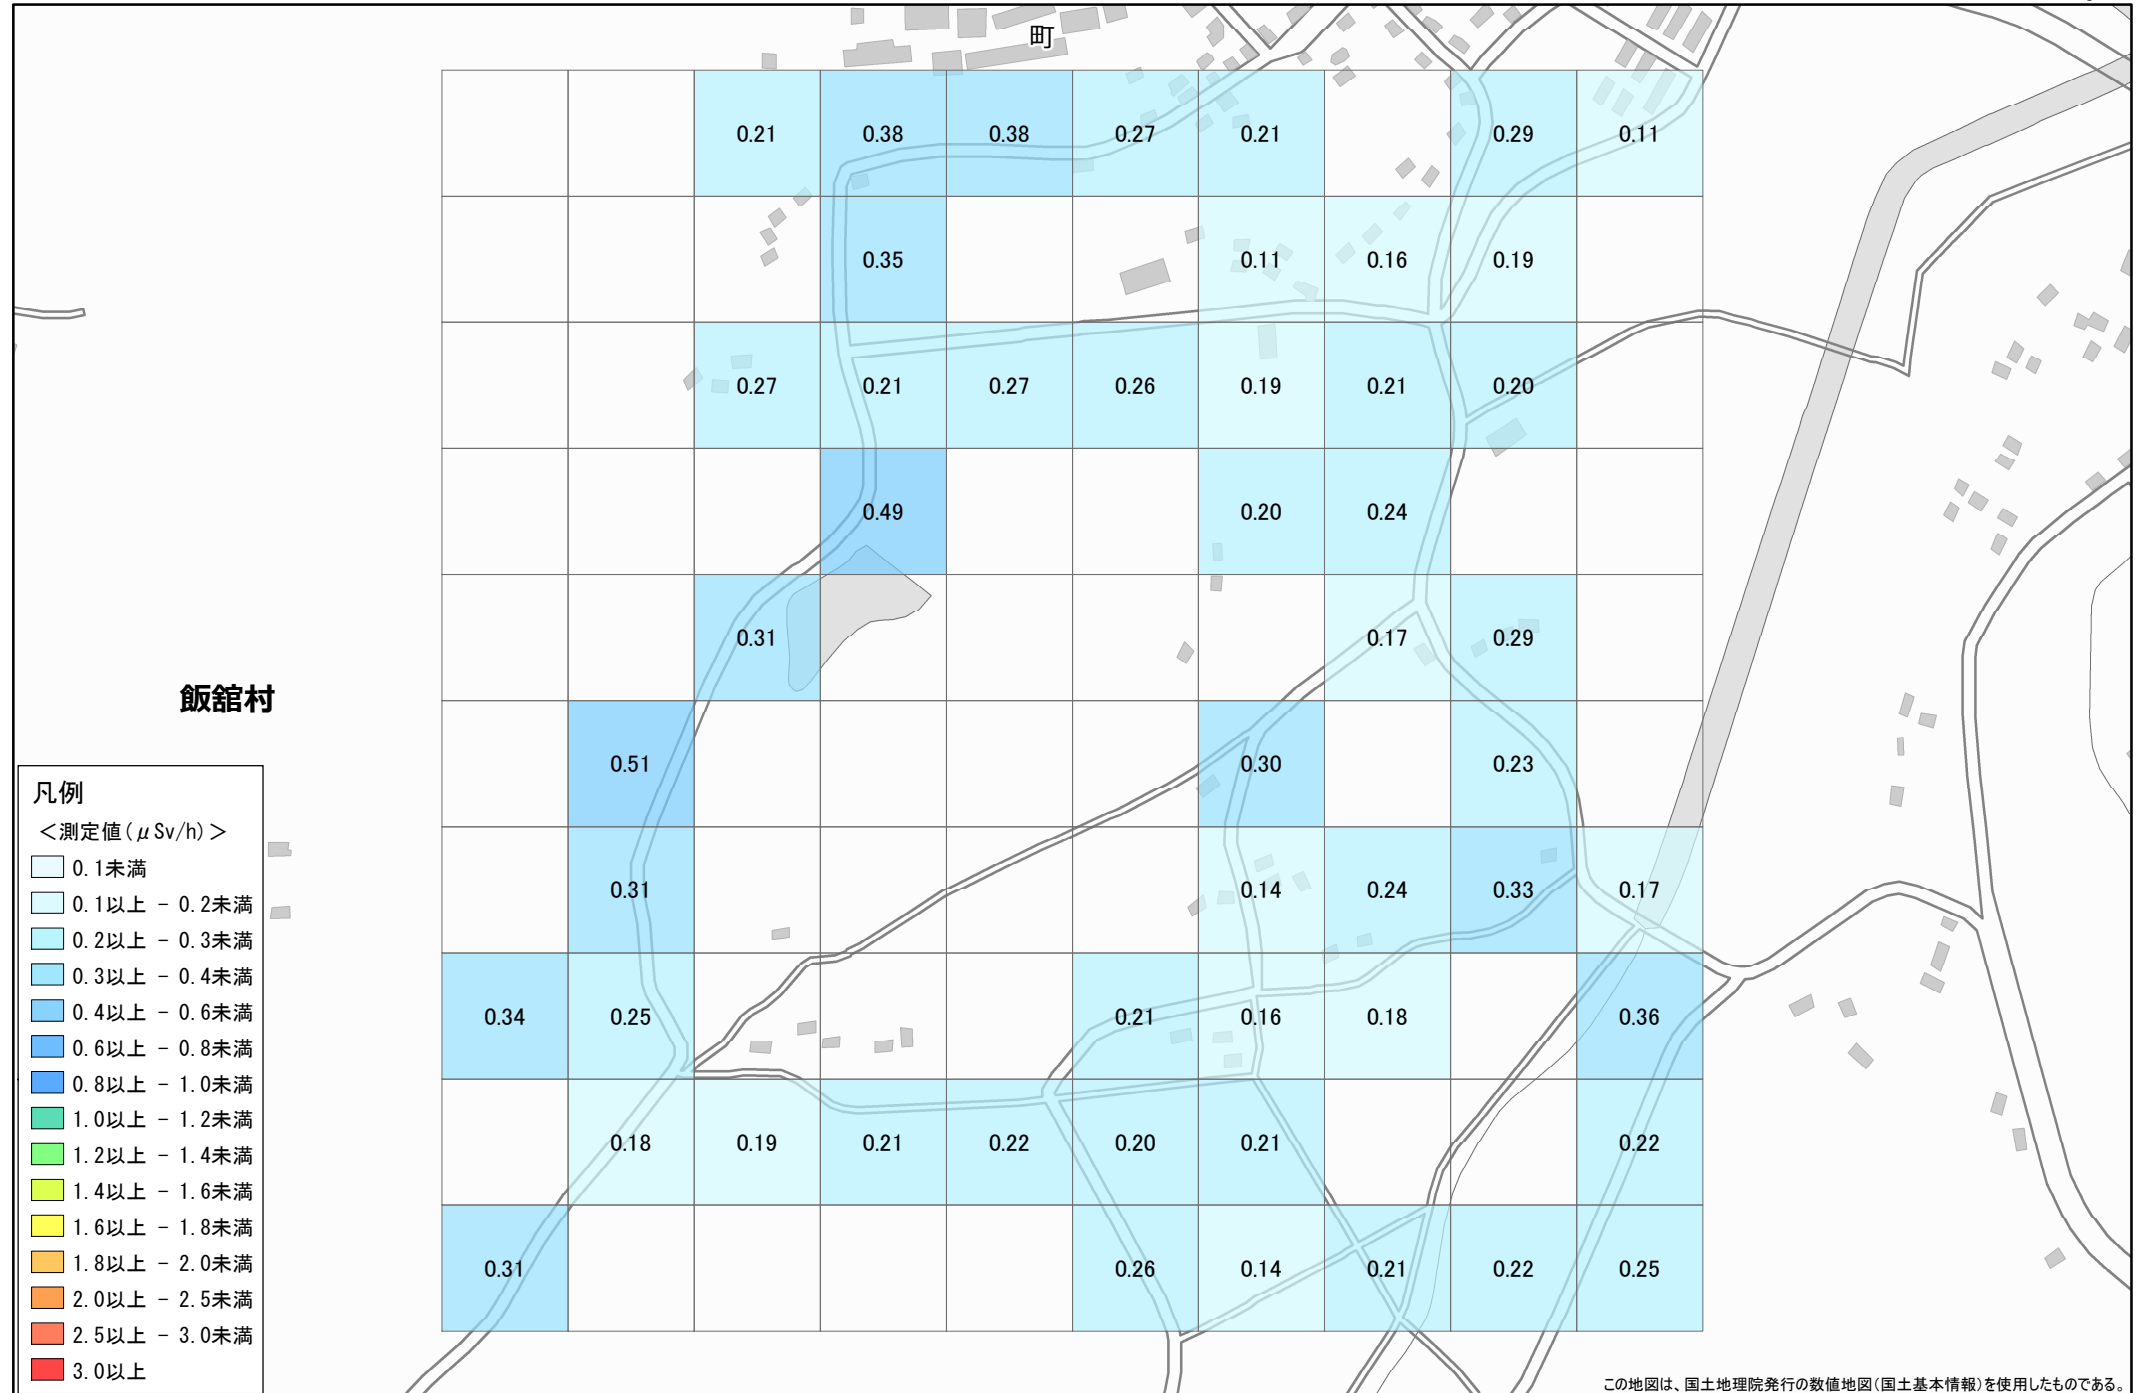 町
0.21 0.38 0.38 0.27 0.21 0.29 0.11
0.35 0.11 0.16 0.19
0.27 0.21 0.27 0.26 0.19 0.21 0.20
0.49 0.20 0.24
0.31 0.17 0.29
飯舘村
0.51 0.30 0.23
0.31 0.14 0.24 0.33 0.17
0.34 0.25 0.21 0.16 0.18 0.36
0.18 0.19 0.21 0.22 0.20 0.21 0.22
0.31 0.26 0.14 0.21 0.22 0.25
凡例
＜測定値(μSv/h)＞
0.1未満
0.1以上 － 0.2未満
0.2以上 － 0.3未満
0.3以上 － 0.4未満
0.4以上 － 0.6未満
0.6以上 － 0.8未満
0.8以上 － 1.0未満
1.0以上 － 1.2未満
1.2以上 － 1.4未満
1.4以上 － 1.6未満
1.6以上 － 1.8未満
1.8以上 － 2.0未満
2.0以上 － 2.5未満
2.5以上 － 3.0未満
3.0以上
この地図は、国土地理院発行の数値地図(国土基本情報)を使用したものである。